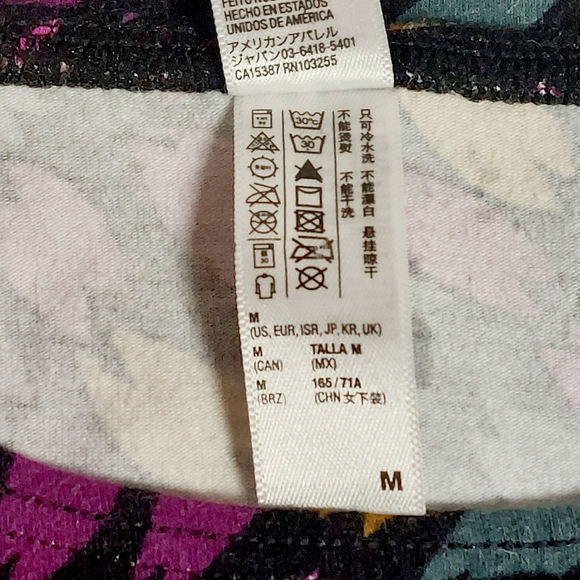 HECHO EN ESTADOS
UNIDOS DE AMÉRICA
アメリカン アパレル
ジャパン03-6418-5401
CA15387 RN103255
30°C
30
只可冷水洗 不能漂白 悬挂晾干
不能烫熨 不能干洗
M
(US, EUR, ISR, JP, KR, UK)
M TALLA M
(CAN) (MX)
M 165/71A
(BRZ) (CHN 女下裝)
M